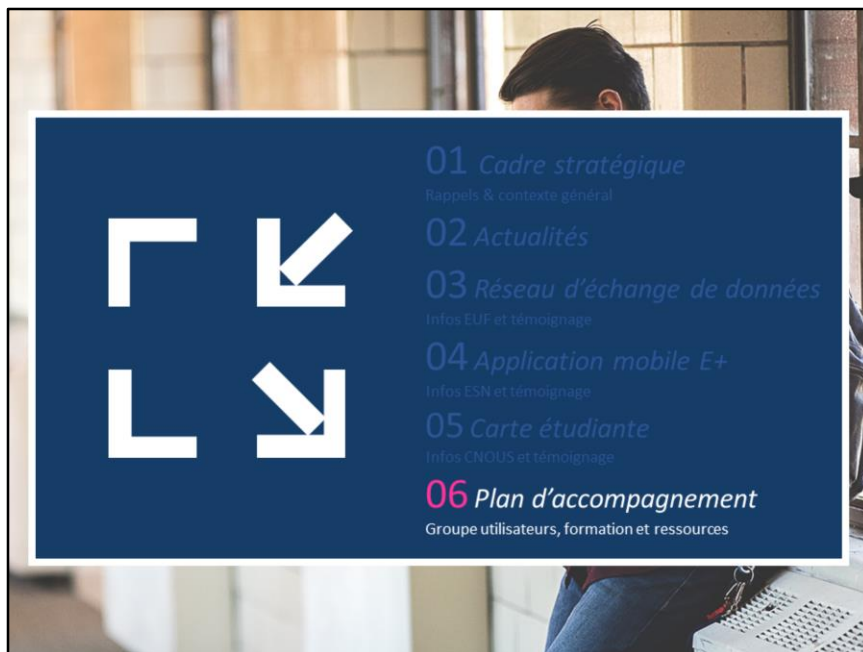 01 Cadre stratégique
Rappels & contexte général
02 Actualités
03 Réseau d'échange de données
Infos EUF et témoignage
04 Application mobile E+
Infos ESN et témoignage
05 Carte étudiante
Infos CNOUS et témoignage
06 Plan d'accompagnement
Groupe utilisateurs, formation et ressources